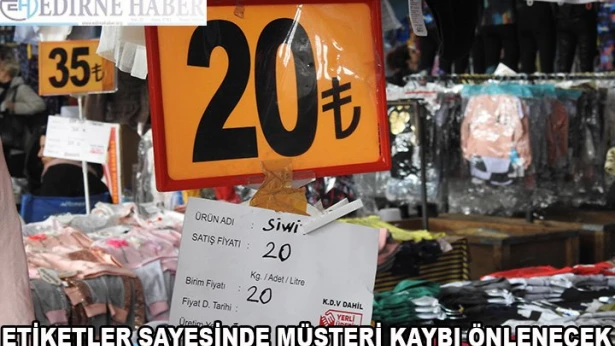 EDİRNE HABER
35 ₺
20 ₺
ÜRÜN ADI : Siwi
SATIŞ FİYATI : 20
Kg. / Adet / Litre
Birim Fiyatı : 20
Fiyat D. Tarihi :
K.D.V DAHİL
YERLİ
ETİKETLER SAYESİNDE MÜŞTERİ KAYBI ÖNLENECEK